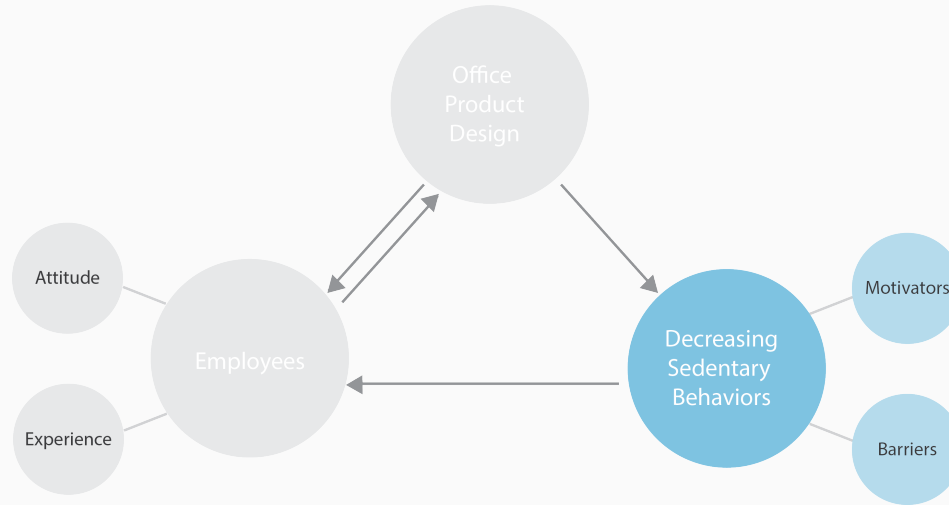 Office
Product
Design
Attitude
Employees
Experience
Decreasing
Sedentary
Behaviors
Motivators
Barriers